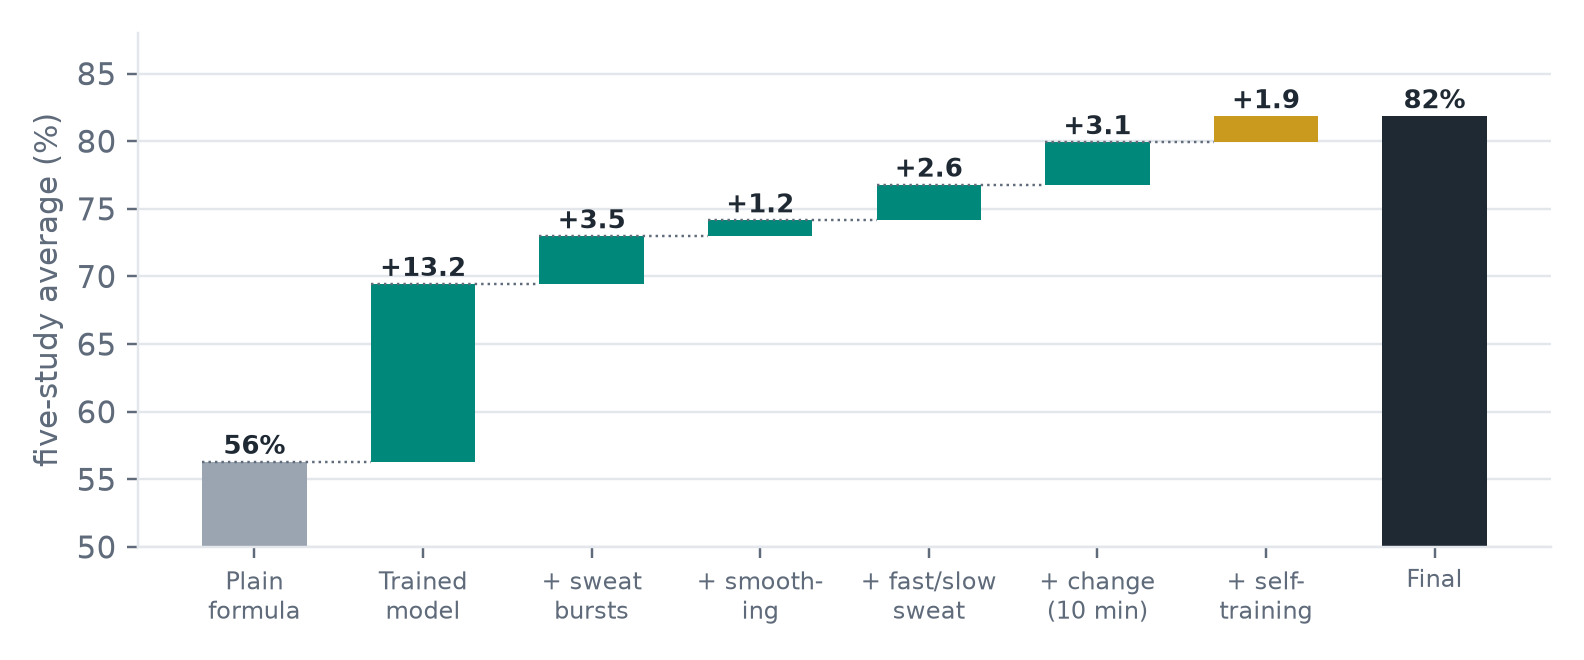 five-study average (%)
85
80
75
70
65
60
55
50
56%
+13.2
+3.5
+1.2
+2.6
+3.1
+1.9
82%
Plain
formula
Trained
model
+ sweat
bursts
+ smooth-
ing
+ fast/slow
sweat
+ change
(10 min)
+ self-
training
Final